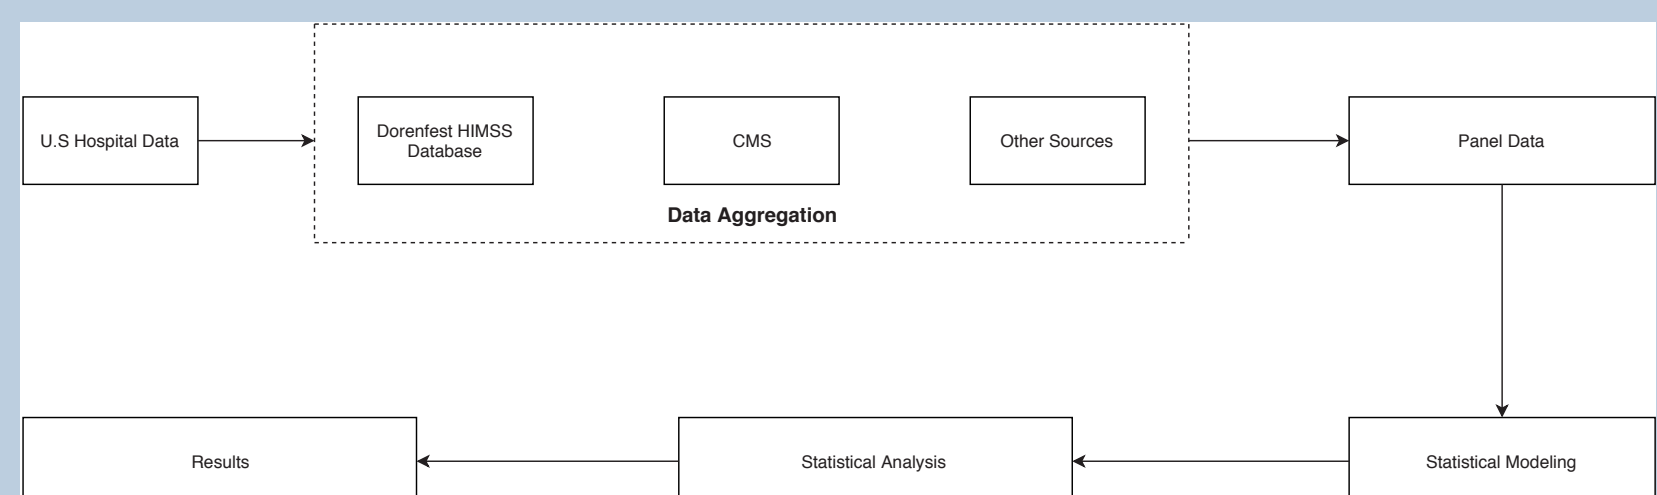 U.S Hospital Data
Dorenfest HIMSS
Database
CMS
Other Sources
Data Aggregation
Panel Data
Statistical Modeling
Statistical Analysis
Results